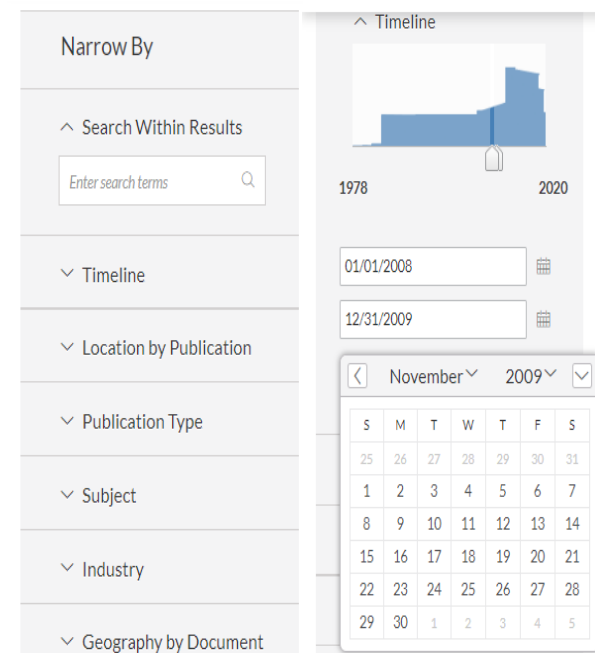 Narrow By
Search Within Results
Enter search terms
Timeline
Location by Publication
Publication Type
Subject
Industry
Geography by Document
Timeline
1978 2020
01/01/2008
12/31/2009
November 2009
S M T W T F S
25 26 27 28 29 30 31
1 2 3 4 5 6 7
8 9 10 11 12 13 14
15 16 17 18 19 20 21
22 23 24 25 26 27 28
29 30 1 2 3 4 5